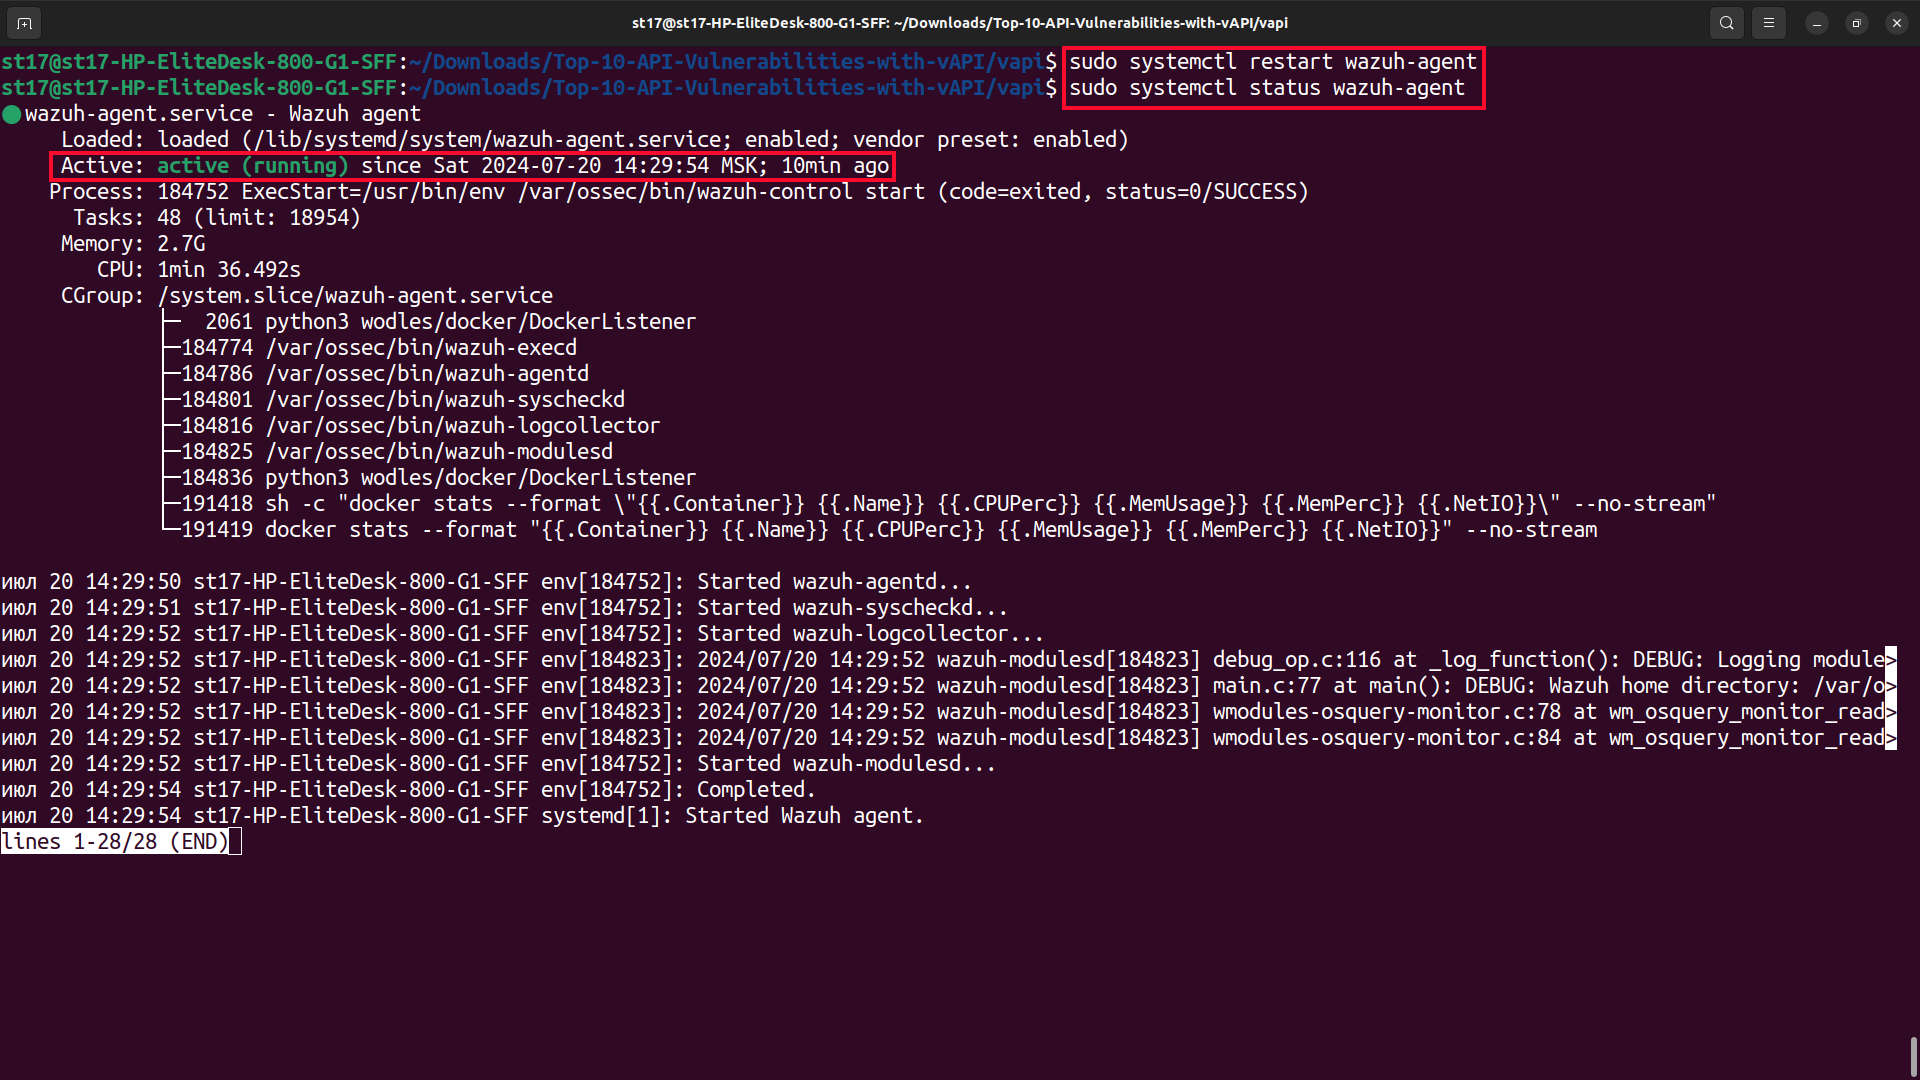 st17@st17-HP-EliteDesk-800-G1-SFF: ~/Downloads/Top-10-API-Vulnerabilities-with-vAPI/vapi
st17@st17-HP-EliteDesk-800-G1-SFF:~/Downloads/Top-10-API-Vulnerabilities-with-vAPI/vapi$ sudo systemctl restart wazuh-agent
st17@st17-HP-EliteDesk-800-G1-SFF:~/Downloads/Top-10-API-Vulnerabilities-with-vAPI/vapi$ sudo systemctl status wazuh-agent
wazuh-agent.service - Wazuh agent
Loaded: loaded (/lib/systemd/system/wazuh-agent.service; enabled; vendor preset: enabled)
Active: active (running) since Sat 2024-07-20 14:29:54 MSK; 10min ago
Process: 184752 ExecStart=/usr/bin/env /var/ossec/bin/wazuh-control start (code=exited, status=0/SUCCESS)
Tasks: 48 (limit: 18954)
Memory: 2.7G
CPU: 1min 36.492s
CGroup: /system.slice/wazuh-agent.service
├─  2061 python3 wodles/docker/DockerListener
├─184774 /var/ossec/bin/wazuh-execd
├─184786 /var/ossec/bin/wazuh-agentd
├─184801 /var/ossec/bin/wazuh-syscheckd
├─184816 /var/ossec/bin/wazuh-logcollector
├─184825 /var/ossec/bin/wazuh-modulesd
├─184836 python3 wodles/docker/DockerListener
├─191418 sh -c "docker stats --format \"{{.Container}} {{.Name}} {{.CPUPerc}} {{.MemUsage}} {{.MemPerc}} {{.NetIO}}\" --no-stream"
└─191419 docker stats --format "{{.Container}} {{.Name}} {{.CPUPerc}} {{.MemUsage}} {{.MemPerc}} {{.NetIO}}" --no-stream
июл 20 14:29:50 st17-HP-EliteDesk-800-G1-SFF env[184752]: Started wazuh-agentd...
июл 20 14:29:51 st17-HP-EliteDesk-800-G1-SFF env[184752]: Started wazuh-syscheckd...
июл 20 14:29:52 st17-HP-EliteDesk-800-G1-SFF env[184752]: Started wazuh-logcollector...
июл 20 14:29:52 st17-HP-EliteDesk-800-G1-SFF env[184823]: 2024/07/20 14:29:52 wazuh-modulesd[184823] debug_op.c:116 at _log_function(): DEBUG: Logging module>
июл 20 14:29:52 st17-HP-EliteDesk-800-G1-SFF env[184823]: 2024/07/20 14:29:52 wazuh-modulesd[184823] main.c:77 at main(): DEBUG: Wazuh home directory: /var/o>
июл 20 14:29:52 st17-HP-EliteDesk-800-G1-SFF env[184823]: 2024/07/20 14:29:52 wazuh-modulesd[184823] wmodules-osquery-monitor.c:78 at wm_osquery_monitor_read>
июл 20 14:29:52 st17-HP-EliteDesk-800-G1-SFF env[184823]: 2024/07/20 14:29:52 wazuh-modulesd[184823] wmodules-osquery-monitor.c:84 at wm_osquery_monitor_read>
июл 20 14:29:52 st17-HP-EliteDesk-800-G1-SFF env[184752]: Started wazuh-modulesd...
июл 20 14:29:54 st17-HP-EliteDesk-800-G1-SFF env[184752]: Completed.
июл 20 14:29:54 st17-HP-EliteDesk-800-G1-SFF systemd[1]: Started Wazuh agent.
lines 1-28/28 (END)